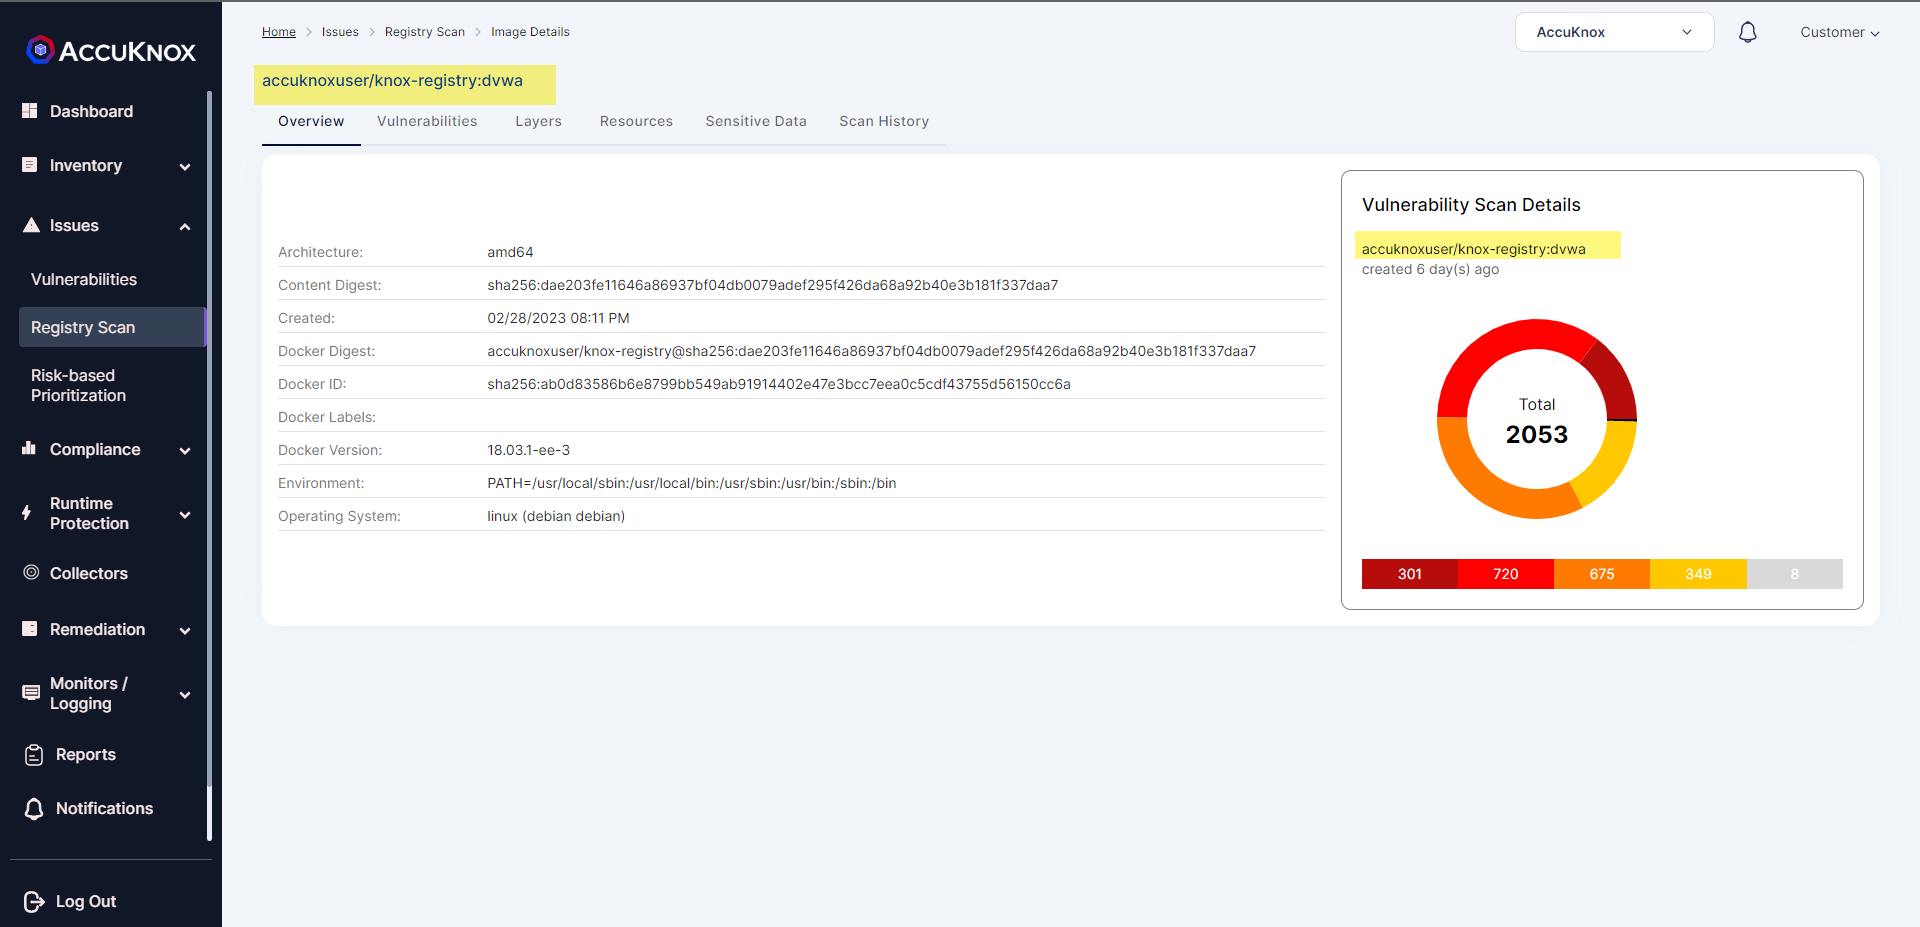 ACCUKNOX
Dashboard
Inventory
Issues
Vulnerabilities
Registry Scan
Risk-based
Prioritization
Compliance
Runtime
Protection
Collectors
Remediation
Monitors /
Logging
Reports
Notifications
Log Out
Home > Issues > Registry Scan > Image Details
AccuKnox
Customer
accuknoxuser/knox-registry:dvwa
Overview Vulnerabilities Layers Resources Sensitive Data Scan History
Architecture: amd64
Content Digest: sha256:dae203fe11646a86937bf04db0079adef295f426da68a92b40e3b181f337daa7
Created: 02/28/2023 08:11 PM
Docker Digest: accuknoxuser/knox-registry@sha256:dae203fe11646a86937bf04db0079adef295f426da68a92b40e3b181f337daa7
Docker ID: sha256:ab0d83586b6e8799bb549ab91914402e47e3bcc7eea0c5cdf43755d56150cc6a
Docker Labels:
Docker Version: 18.03.1-ee-3
Environment: PATH=/usr/local/sbin:/usr/local/bin:/usr/sbin:/usr/bin:/sbin:/bin
Operating System: linux (debian debian)
Vulnerability Scan Details
accuknoxuser/knox-registry:dvwa
created 6 day(s) ago
Total
2053
301 720 675 349 8